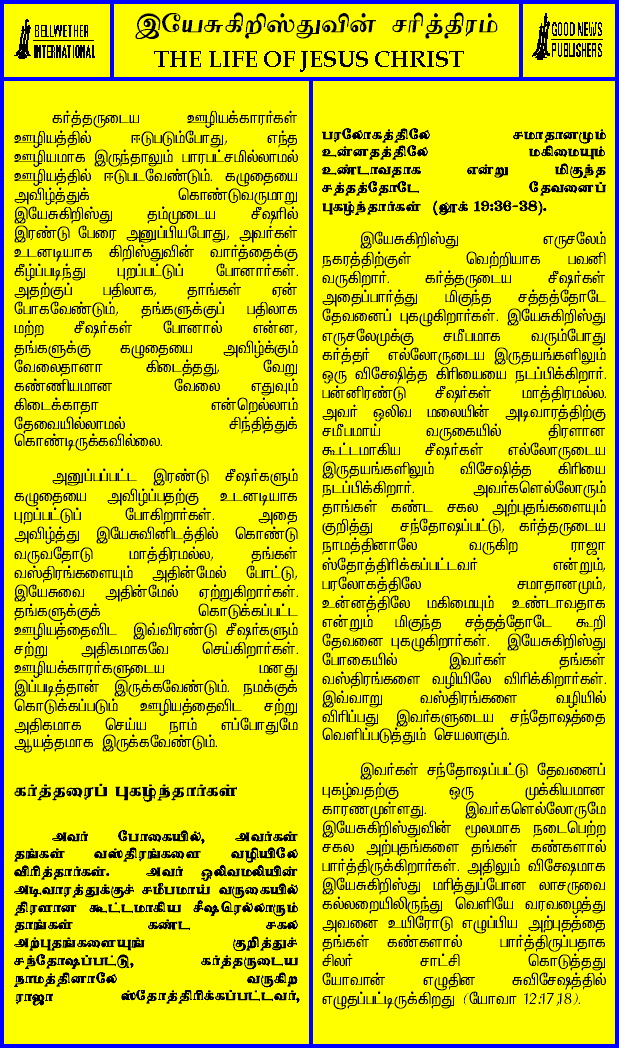 BELLWETHER
INTERNATIONAL
இயேசுகிறிஸ்துவின் சரித்திரம்
THE LIFE OF JESUS CHRIST
GOOD NEWS
PUBLISHERS
கர்த்தருடைய ஊழியக்காரர்கள்
ஊழியத்தில் ஈடுபடும்போது, எந்த
ஊழியமாக இருந்தாலும் பாரபட்சமில்லாமல்
ஊழியத்தில் ஈடுபடவேண்டும். கழுதையை
அவிழ்த்துக் கொண்டுவருமாறு
இயேசுகிறிஸ்து தம்முடைய சீஷரில்
இரண்டு பேரை அனுப்பியபோது, அவர்கள்
உடனடியாக கிறிஸ்துவின் வார்த்தைக்கு
கீழ்ப்படிந்து புறப்பட்டுப் போனார்கள்.
அதற்குப் பதிலாக, தாங்கள் ஏன்
போகவேண்டும், தங்களுக்குப் பதிலாக
மற்ற சீஷர்கள் போனால் என்ன,
தங்களுக்கு கழுதையை அவிழ்க்கும்
வேலைதானா கிடைத்தது, வேறு
கண்ணியமான வேலை எதுவும்
கிடைக்காதா என்றெல்லாம்
தேவையில்லாமல் சிந்தித்துக்
கொண்டிருக்கவில்லை.
அனுப்பப்பட்ட இரண்டு சீஷர்களும்
கழுதையை அவிழ்ப்பதற்கு உடனடியாக
புறப்பட்டுப் போகிறார்கள். அதை
அவிழ்த்து இயேசுவினிடத்தில் கொண்டு
வருவதோடு மாத்திரமல்ல, தங்கள்
வஸ்திரங்களையும் அதின்மேல் போட்டு,
இயேசுவை அதின்மேல் ஏற்றுகிறார்கள்.
தங்களுக்குக் கொடுக்கப்பட்ட
ஊழியத்தைவிட இவ்விரண்டு சீஷர்களும்
சற்று அதிகமாகவே செய்கிறார்கள்.
ஊழியக்காரர்களுடைய மனது
இப்படித்தான் இருக்கவேண்டும். நமக்குக்
கொடுக்கப்படும் ஊழியத்தைவிட சற்று
அதிகமாக செய்ய நாம் எப்போதுமே
ஆயத்தமாக இருக்கவேண்டும்.
கர்த்தரைப் புகழ்ந்தார்கள்
அவர் போகையில், அவர்கள்
தங்கள் வஸ்திரங்களை வழியிலே
விரித்தார்கள். அவர் ஒலிவமலியின்
அடிவாரத்துக்குச் சமீபமாய் வருகையில்
திரளான கூட்டமாகிய சீஷரெல்லாரும்
தாங்கள் கண்ட சகல
அற்புதங்களையுங் குறித்துச்
சந்தோஷப்பட்டு, கர்த்தருடைய
நாமத்தினாலே வருகிற
ராஜா ஸ்தோத்திரிக்கப்பட்டவர்,
பரலோகத்திலே சமாதானமும்
உன்னதத்திலே மகிமையும்
உண்டாவதாக என்று மிகுந்த
சத்தத்தோடே தேவனைப்
புகழ்ந்தார்கள் (லூக் 19:36-38).
இயேசுகிறிஸ்து எருசலேம்
நகரத்திற்குள் வெற்றியாக பவனி
வருகிறார். கர்த்தருடைய சீஷர்கள்
அதைப்பார்த்து மிகுந்த சத்தத்தோடே
தேவனைப் புகழுகிறார்கள். இயேசுகிறிஸ்து
எருசலேமுக்கு சமீபமாக வரும்போது
கர்த்தர் எல்லோருடைய இருதயங்களிலும்
ஒரு விசேஷித்த கிரியையை நடப்பிக்கிறார்.
பன்னிரண்டு சீஷர்கள் மாத்திரமல்ல.
அவர் ஒலிவ மலையின் அடிவாரத்திற்கு
சமீபமாய் வருகையில் திரளான
கூட்டமாகிய சீஷர்கள் எல்லோருடைய
இருதயங்களிலும் விசேஷித்த கிரியை
நடப்பிக்கிறார். அவர்களெல்லோரும்
தாங்கள் கண்ட சகல அற்புதங்களையும்
குறித்து சந்தோஷப்பட்டு, கர்த்தருடைய
நாமத்தினாலே வருகிற ராஜா
ஸ்தோத்திரிக்கப்பட்டவர் என்றும்,
பரலோகத்திலே சமாதானமும்,
உன்னத்திலே மகிமையும் உண்டாவதாக
என்றும் மிகுந்த சத்தத்தோடே கூறி
தேவனை புகழுகிறார்கள். இயேசுகிறிஸ்து
போகையில் இவர்கள் தங்கள்
வஸ்திரங்களை வழியிலே விரிக்கிறார்கள்.
இவ்வாறு வஸ்திரங்களை வழியில்
விரிப்பது இவர்களுடைய சந்தோஷத்தை
வெளிப்படுத்தும் செயலாகும்.
இவர்கள் சந்தோஷப்பட்டு தேவனைப்
புகழ்வதற்கு ஒரு முக்கியமான
காரணமுள்ளது. இவர்களெல்லோருமே
இயேசுகிறிஸ்துவின் மூலமாக நடைபெற்ற
சகல அற்புதங்களை தங்கள் கண்களால்
பார்த்திருக்கிறார்கள். அதிலும் விசேஷமாக
இயேசுகிறிஸ்து மரித்துப்போன லாசருவை
கல்லறையிலிருந்து வெளியே வரவழைத்து
அவனை உயிரோடு எழுப்பிய அற்புதத்தை
தங்கள் கண்களால் பார்த்திருப்பதாக
சிலர் சாட்சி கொடுத்தது
யோவான் எழுதின சுவிசேஷத்தில்
எழுதப்பட்டிருக்கிறது (யோவா 12:17,18).